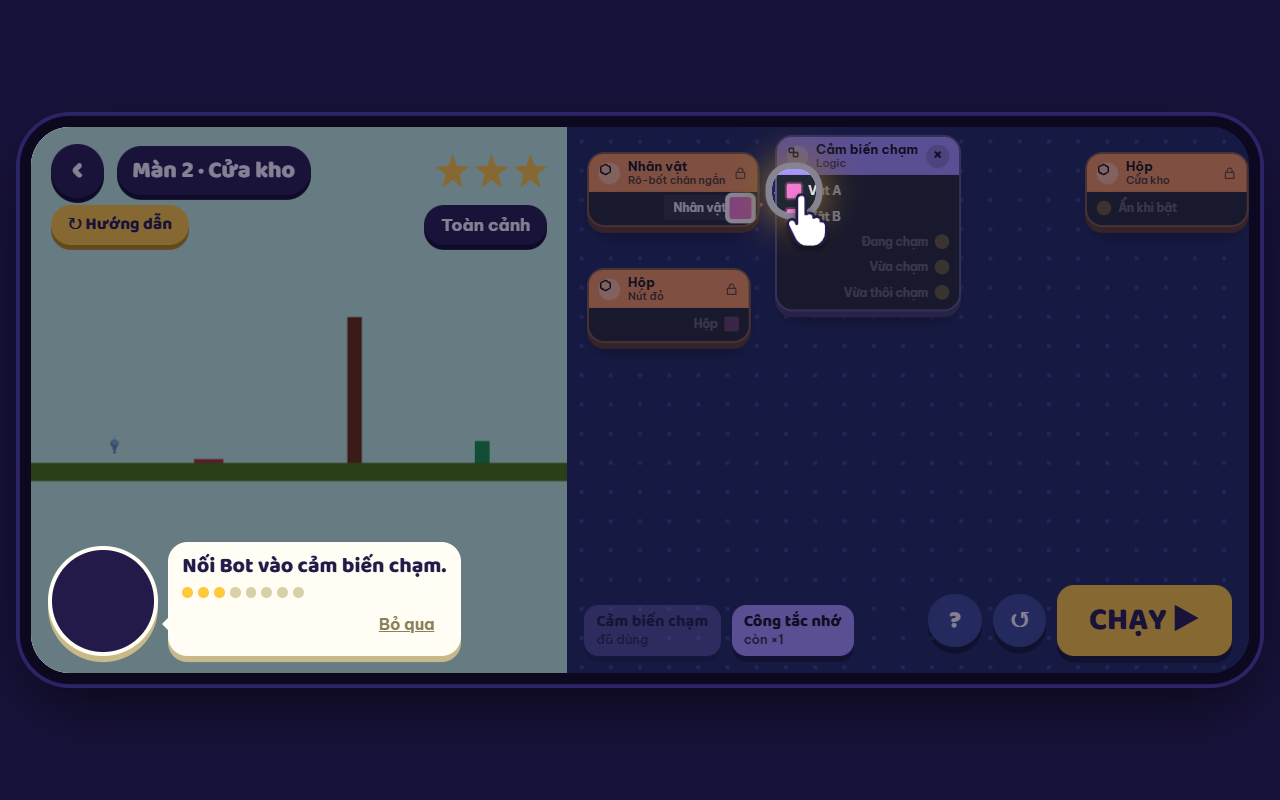 Màn 2 · Cửa kho
↻ Hướng dẫn
Toàn cảnh
Nhân vật
Rô-bốt chân ngắn
Nhân vật
Hộp
Nút đỏ
Hộp
Cảm biến chạm
Logic
×
Vật A
Đang chạm
Vừa chạm
Vừa thôi chạm
Hộp
Cửa kho
Ẩn khi bật
Nối Bot vào cảm biến chạm.
Bỏ qua
Cảm biến chạm
đã dùng
Công tắc nhớ
còn ×1
?
↺
CHẠY